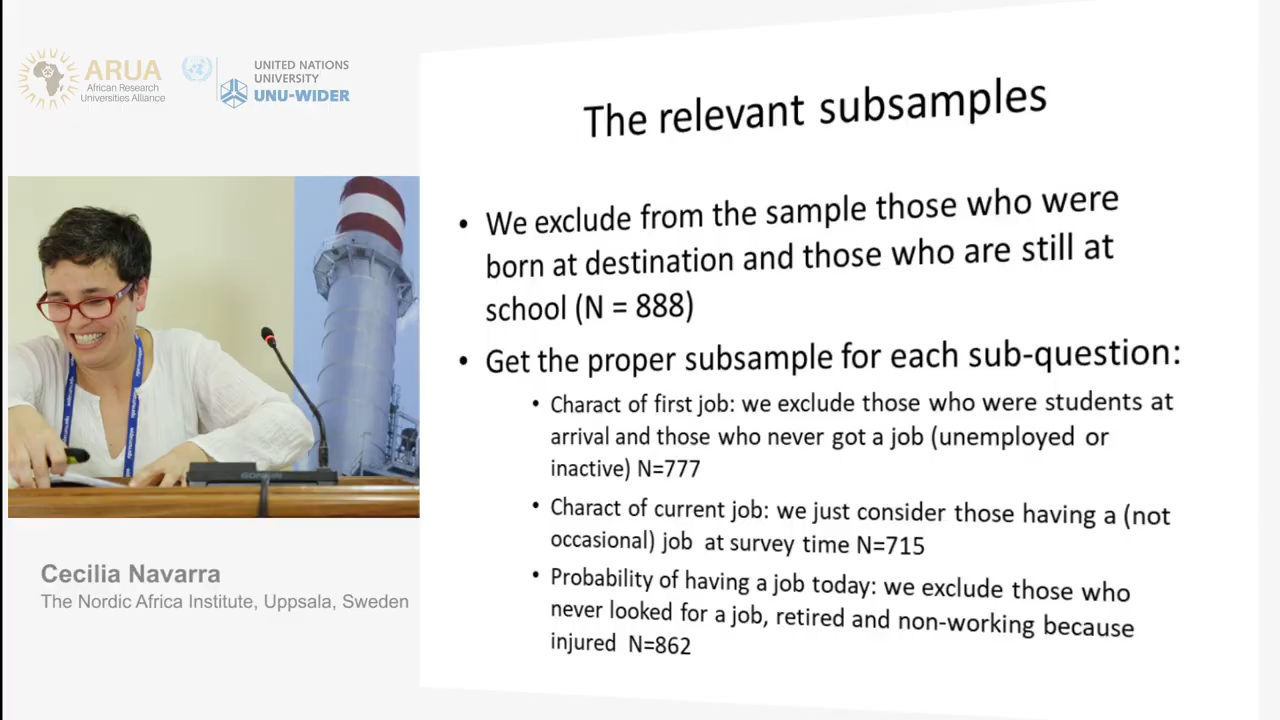 ARUA
African Research
Universities Alliance
UNITED NATIONS
UNIVERSITY
UNU-WIDER
The relevant subsamples
• We exclude from the sample those who were
born at destination and those who are still at
school (N = 888)
• Get the proper subsample for each sub-question:
• Charact of first job: we exclude those who were students at
arrival and those who never got a job (unemployed or
inactive) N=777
• Charact of current job: we just consider those having a (not
occasional) job at survey time N=715
• Probability of having a job today: we exclude those who
never looked for a job, retired and non-working because
injured N=862
Cecilia Navarra
The Nordic Africa Institute, Uppsala, Sweden